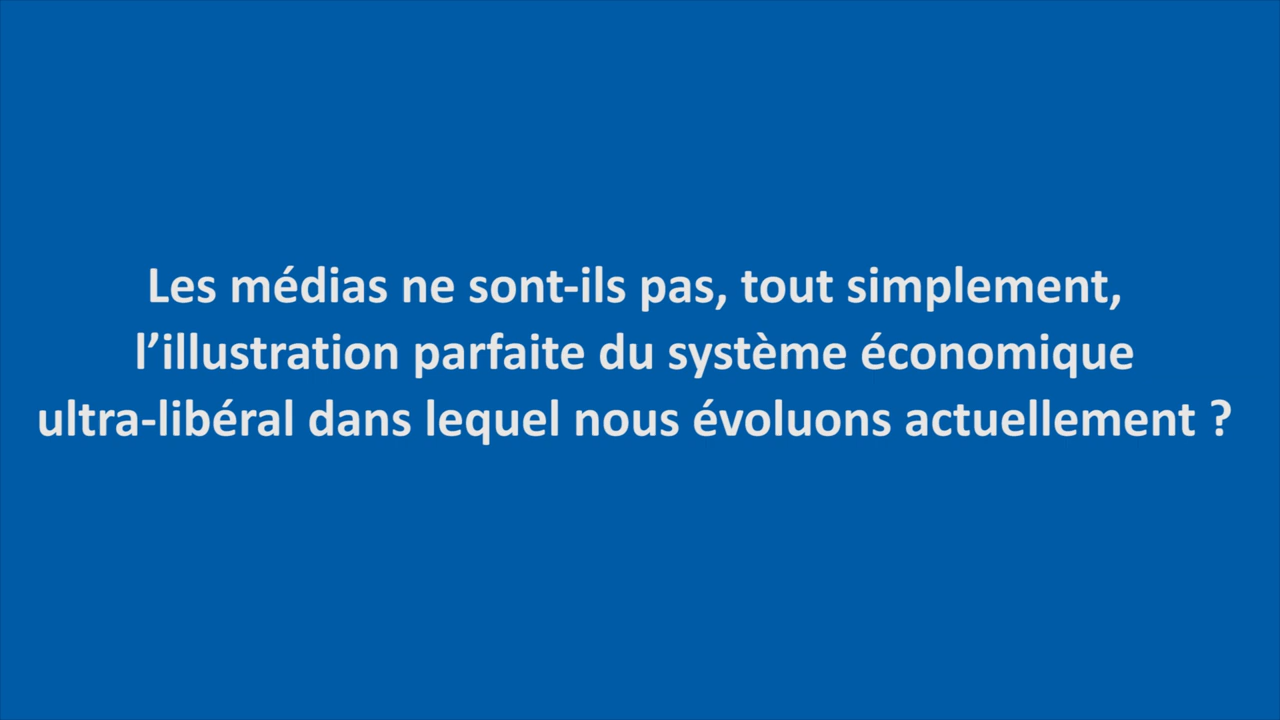 Les médias ne sont-ils pas, tout simplement,
l’illustration parfaite du système économique
ultra-libéral dans lequel nous évoluons actuellement ?